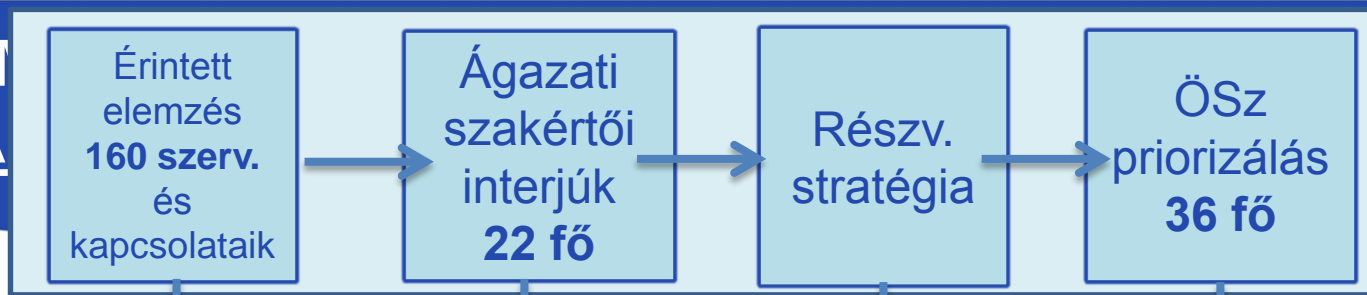 Érintett
elemzés
160 szerv.
és
kapcsolataik
Ágazati
szakértői
interjúk
22 fő
Részv.
stratégia
ÖSz
priorizálás
36 fő